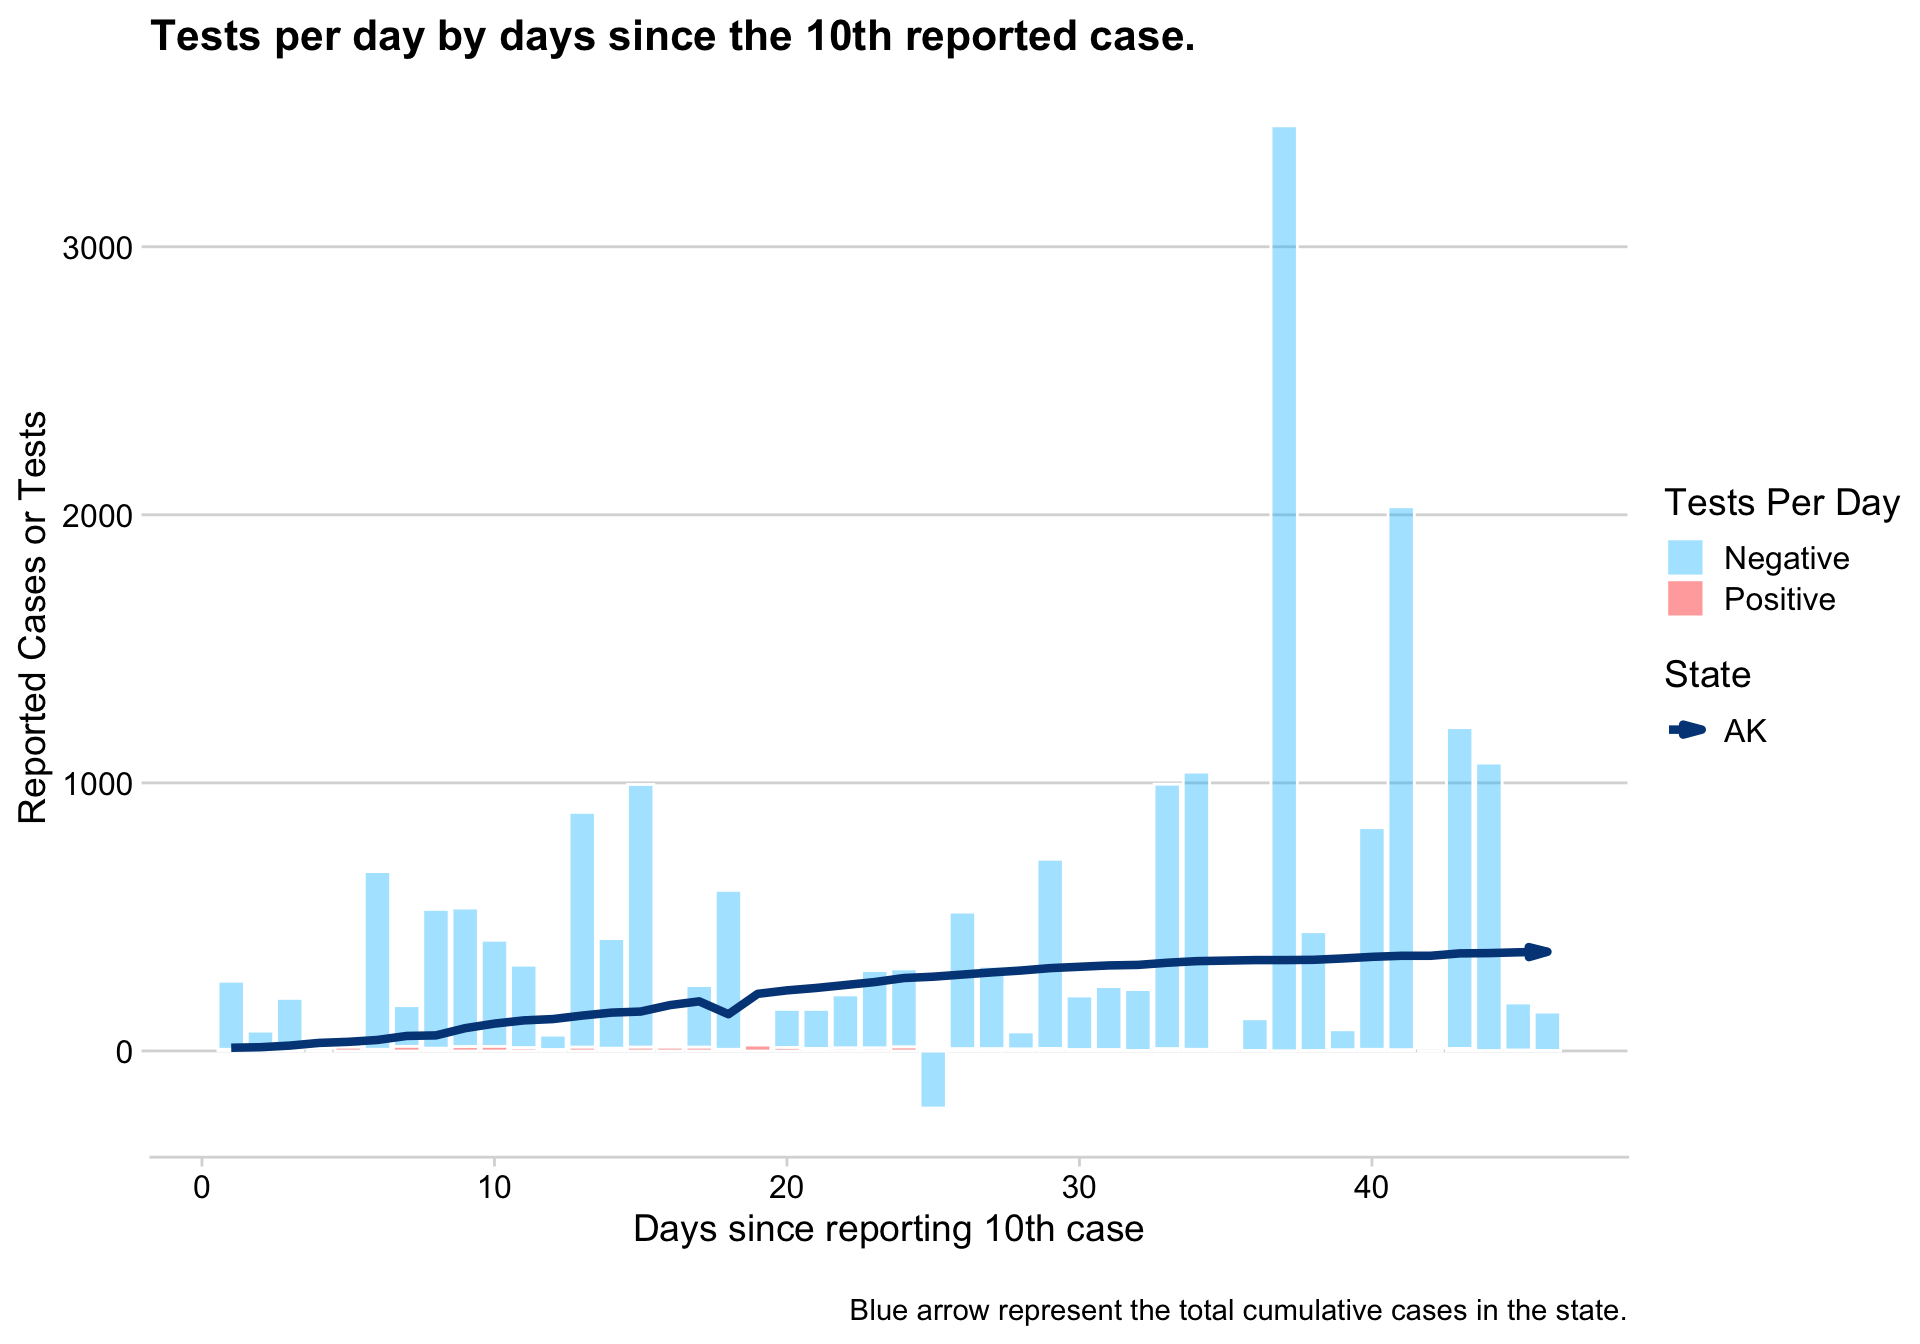 Tests per day by days since the 10th reported case.
Reported Cases or Tests
3000
2000
1000
0
0 10 20 30 40
Days since reporting 10th case
Tests Per Day
Negative
Positive
State
AK
Blue arrow represent the total cumulative cases in the state.